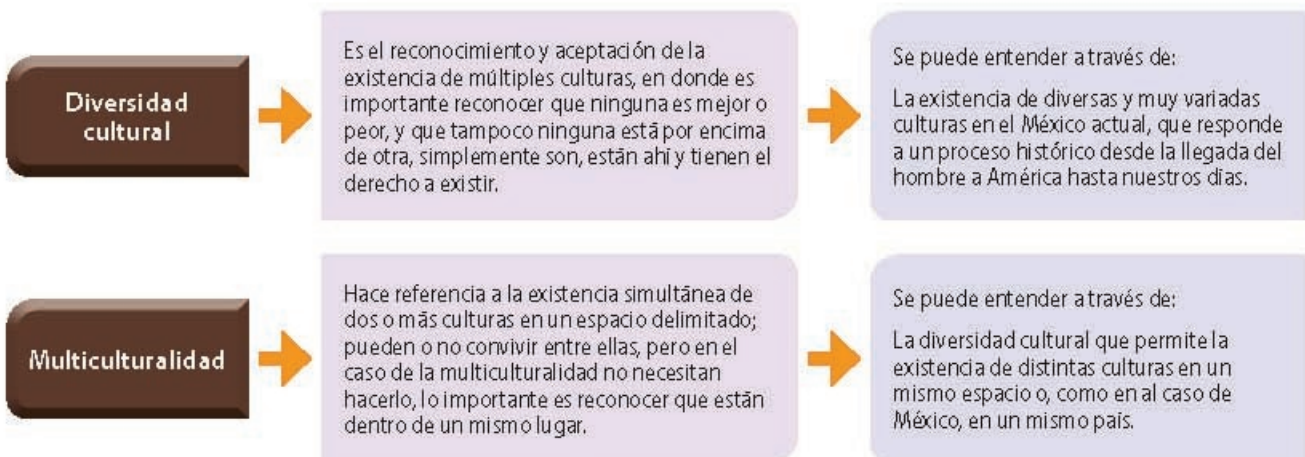 Diversidad
cultural
Es el reconocimiento y aceptación de la
existencia de múltiples culturas, en donde es
importante reconocer que ninguna es mejor o
peor, y que tampoco ninguna está por encima
de otra, simplemente son, están ahí y tienen el
derecho a existir.
Se puede entender a través de:
La existencia de diversas y muy variadas
culturas en el México actual, que responde
a un proceso histórico desde la llegada del
hombre a América hasta nuestros días.
Multiculturalidad
Hace referencia a la existencia simultánea de
dos o más culturas en un espacio delimitado;
pueden o no convivir entre ellas, pero en el
caso de la multiculturalidad no necesitan
hacerlo, lo importante es reconocer que están
dentro de un mismo lugar.
Se puede entender a través de:
La diversidad cultural que permite la
existencia de distintas culturas en un
mismo espacio o, como en al caso de
México, en un mismo país.